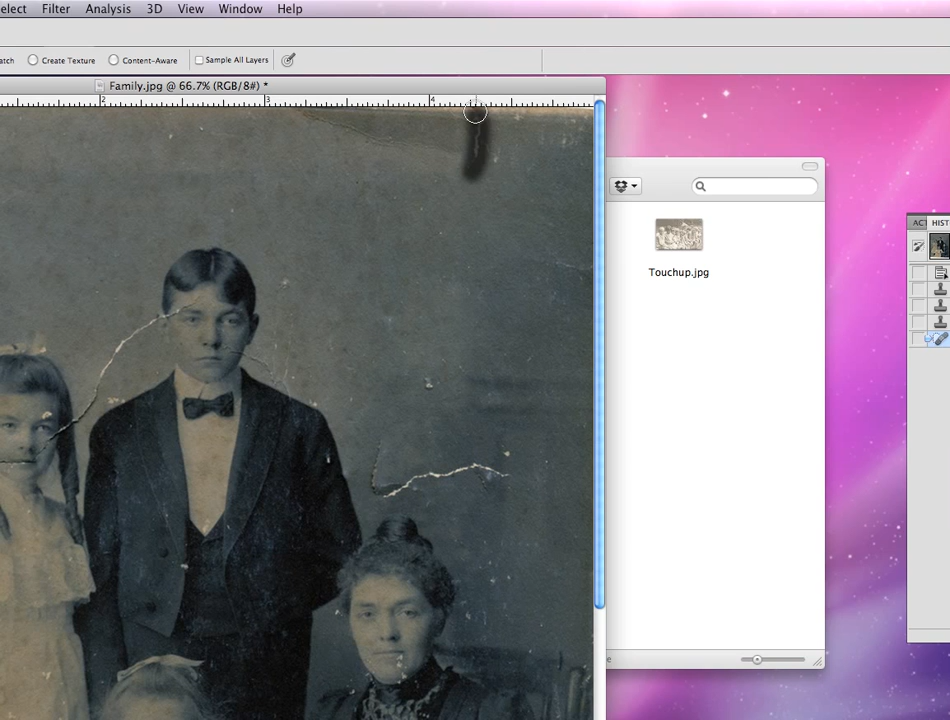 elect Filter Analysis 3D View Window Help
atch Create Texture Content-Aware Sample All Layers
Family.jpg @ 66.7% (RGB/8#) *
2 3 4
Touchup.jpg
AC HIST
e